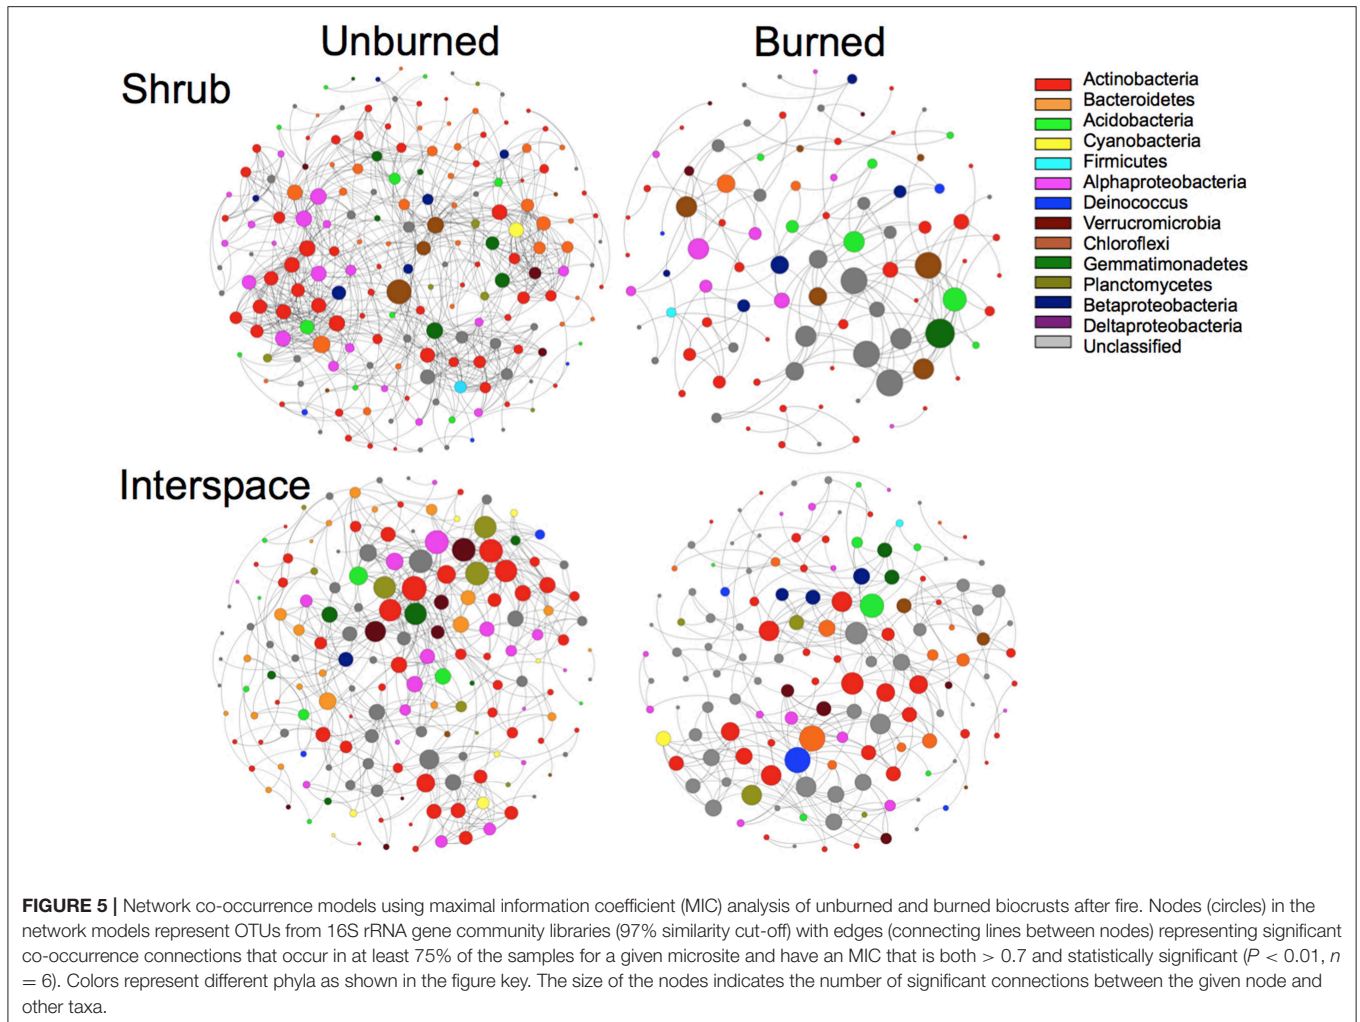 Unburned
Burned
Shrub
Actinobacteria
Bacteroidetes
Acidobacteria
Cyanobacteria
Firmicutes
Alphaproteobacteria
Deinococcus
Verrucromicrobia
Chloroflexi
Gemmatimonadetes
Planctomycetes
Betaproteobacteria
Deltaproteobacteria
Unclassified
Interspace
FIGURE 5 | Network co-occurrence models using maximal information coefficient (MIC) analysis of unburned and burned biocrusts after fire. Nodes (circles) in the
network models represent OTUs from 16S rRNA gene community libraries (97% similarity cut-off) with edges (connecting lines between nodes) representing significant
co-occurrence connections that occur in at least 75% of the samples for a given microsite and have an MIC that is both > 0.7 and statistically significant (P < 0.01, n
= 6). Colors represent different phyla as shown in the figure key. The size of the nodes indicates the number of significant connections between the given node and
other taxa.